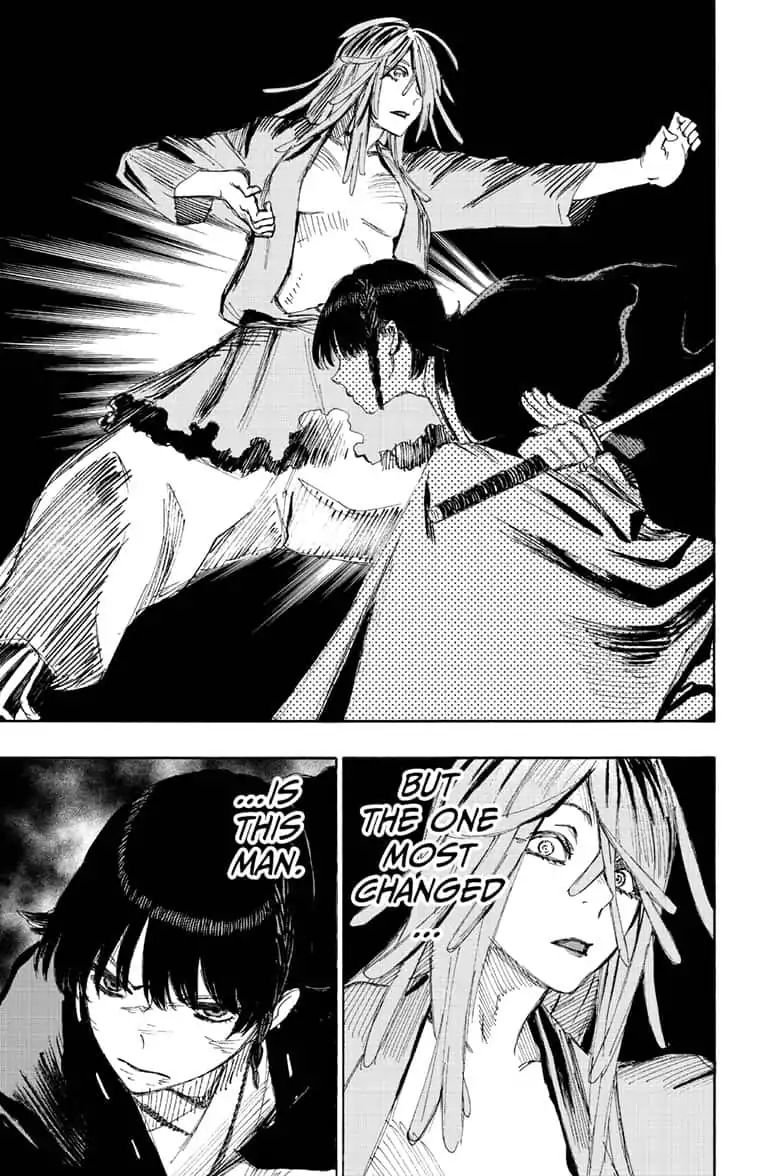 BUT
THE ONE
MOST
CHANGED
...
...IS
THIS
MAN.